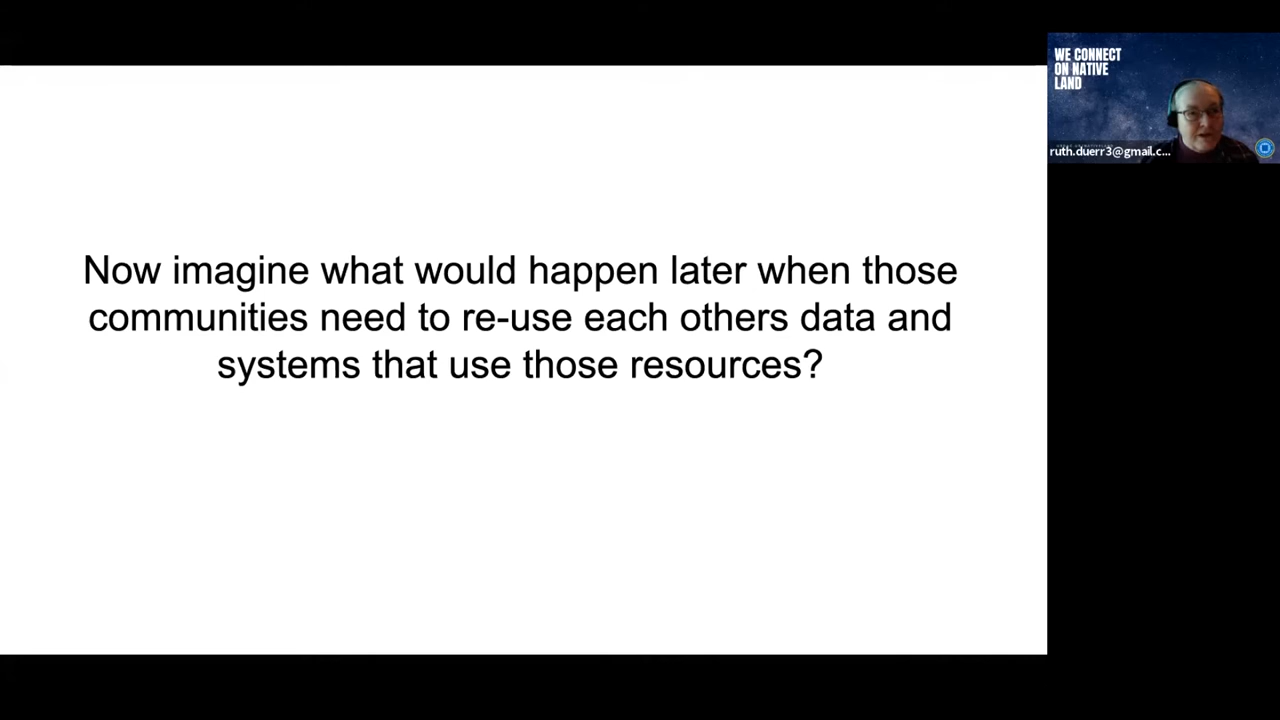 Now imagine what would happen later when those
communities need to re-use each others data and
systems that use those resources?
WE CONNECT
ON NATIVE
LAND
ruth.duerr3@gmail.c...